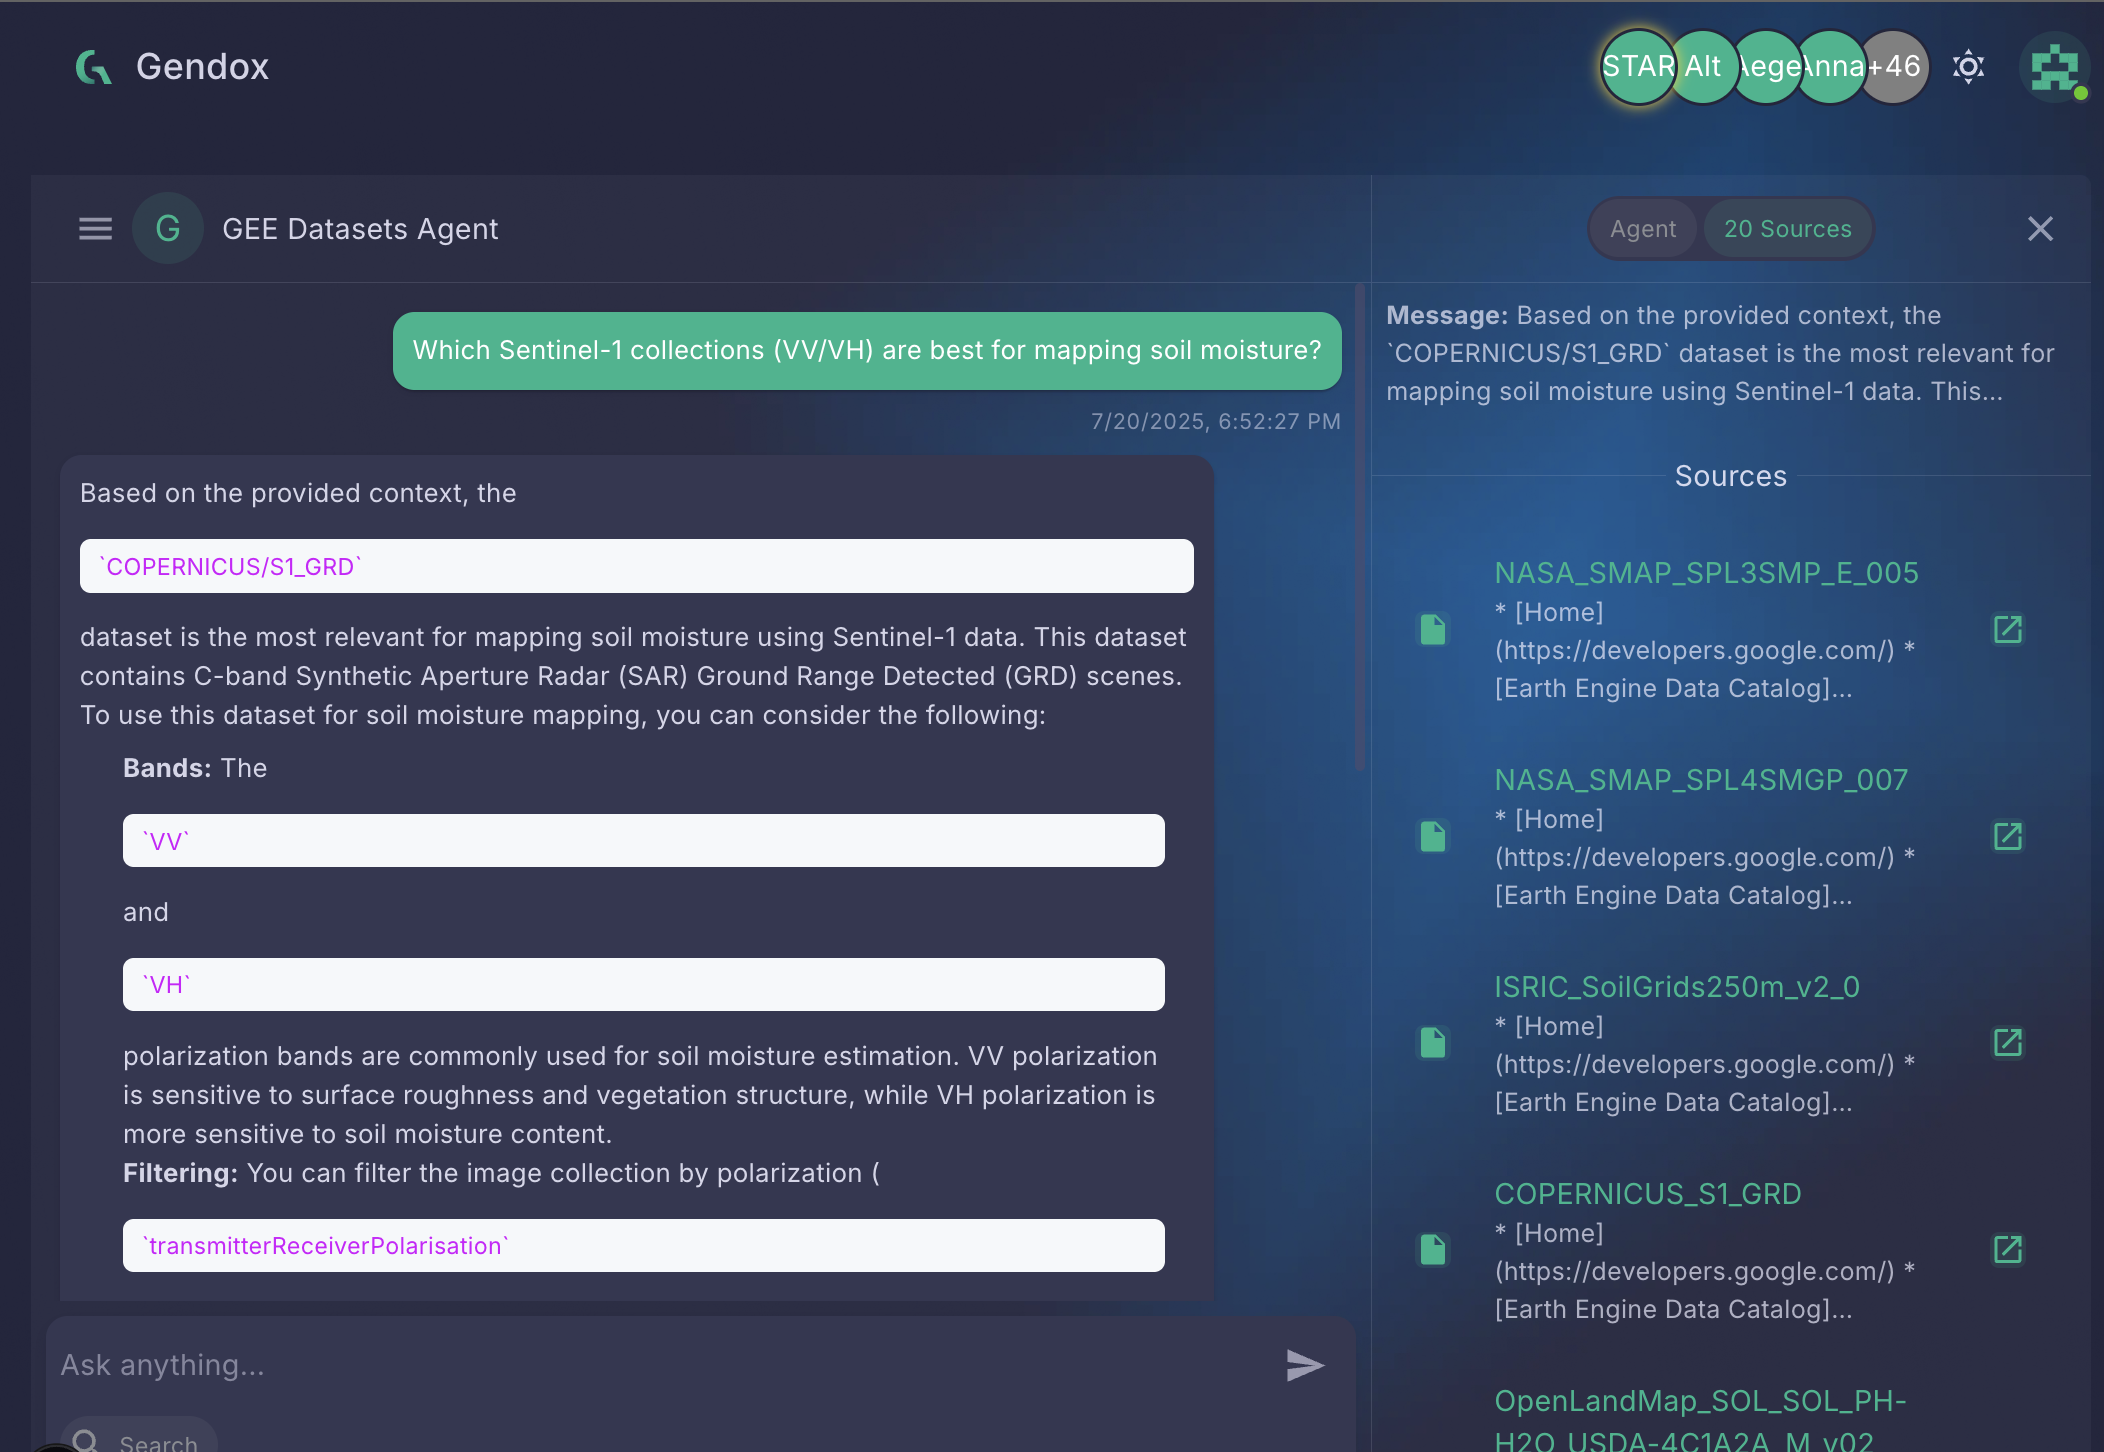 Gendox
STAR Alt Aege Anna +46
G GEE Datasets Agent
Agent 20 Sources
Which Sentinel-1 collections (VV/VH) are best for mapping soil moisture?
7/20/2025, 6:52:27 PM
Based on the provided context, the
`COPERNICUS/S1_GRD`
dataset is the most relevant for mapping soil moisture using Sentinel-1 data. This dataset
contains C-band Synthetic Aperture Radar (SAR) Ground Range Detected (GRD) scenes.
To use this dataset for soil moisture mapping, you can consider the following:
Bands: The
`VV`
and
`VH`
polarization bands are commonly used for soil moisture estimation. VV polarization
is sensitive to surface roughness and vegetation structure, while VH polarization is
more sensitive to soil moisture content.
Filtering: You can filter the image collection by polarization (
`transmitterReceiverPolarisation`
Ask anything...
Search
Message: Based on the provided context, the
`COPERNICUS/S1_GRD` dataset is the most relevant for
mapping soil moisture using Sentinel-1 data. This...
Sources
NASA_SMAP_SPL3SMP_E_005
* [Home]
(https://developers.google.com/) *
[Earth Engine Data Catalog]...
NASA_SMAP_SPL4SMGP_007
* [Home]
(https://developers.google.com/) *
[Earth Engine Data Catalog]...
ISRIC_SoilGrids250m_v2_0
* [Home]
(https://developers.google.com/) *
[Earth Engine Data Catalog]...
COPERNICUS_S1_GRD
* [Home]
(https://developers.google.com/) *
[Earth Engine Data Catalog]...
OpenLandMap_SOL_SOL_PH-
H2O_USDA-4C1A2A_M_v02